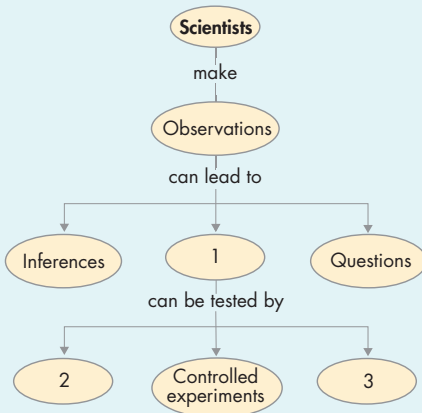 Scientists
make
Observations
can lead to
Inferences
1
Questions
can be tested by
2
Controlled
experiments
3